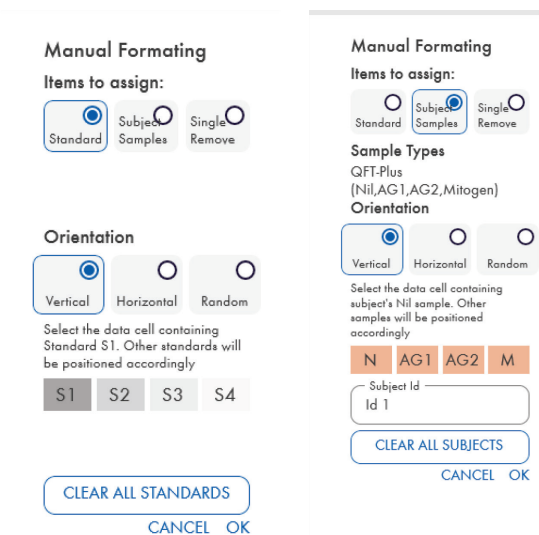 Manual Formating
Items to assign:
Standard
Subject
Samples
Single
Remove
Orientation
Vertical
Horizontal
Random
Select the data cell containing
Standard S1. Other standards will
be positioned accordingly
S1 S2 S3 S4
CLEAR ALL STANDARDS
CANCEL OK
Manual Formating
Items to assign:
Standard
Subject
Samples
Single
Remove
Sample Types
QFT-Plus
(Nil,AG1,AG2,Mitogen)
Orientation
Vertical
Horizontal
Random
Select the data cell containing
subject's Nil sample. Other
samples will be positioned
accordingly
N AG1 AG2 M
Subject Id
Id 1
CLEAR ALL SUBJECTS
CANCEL OK